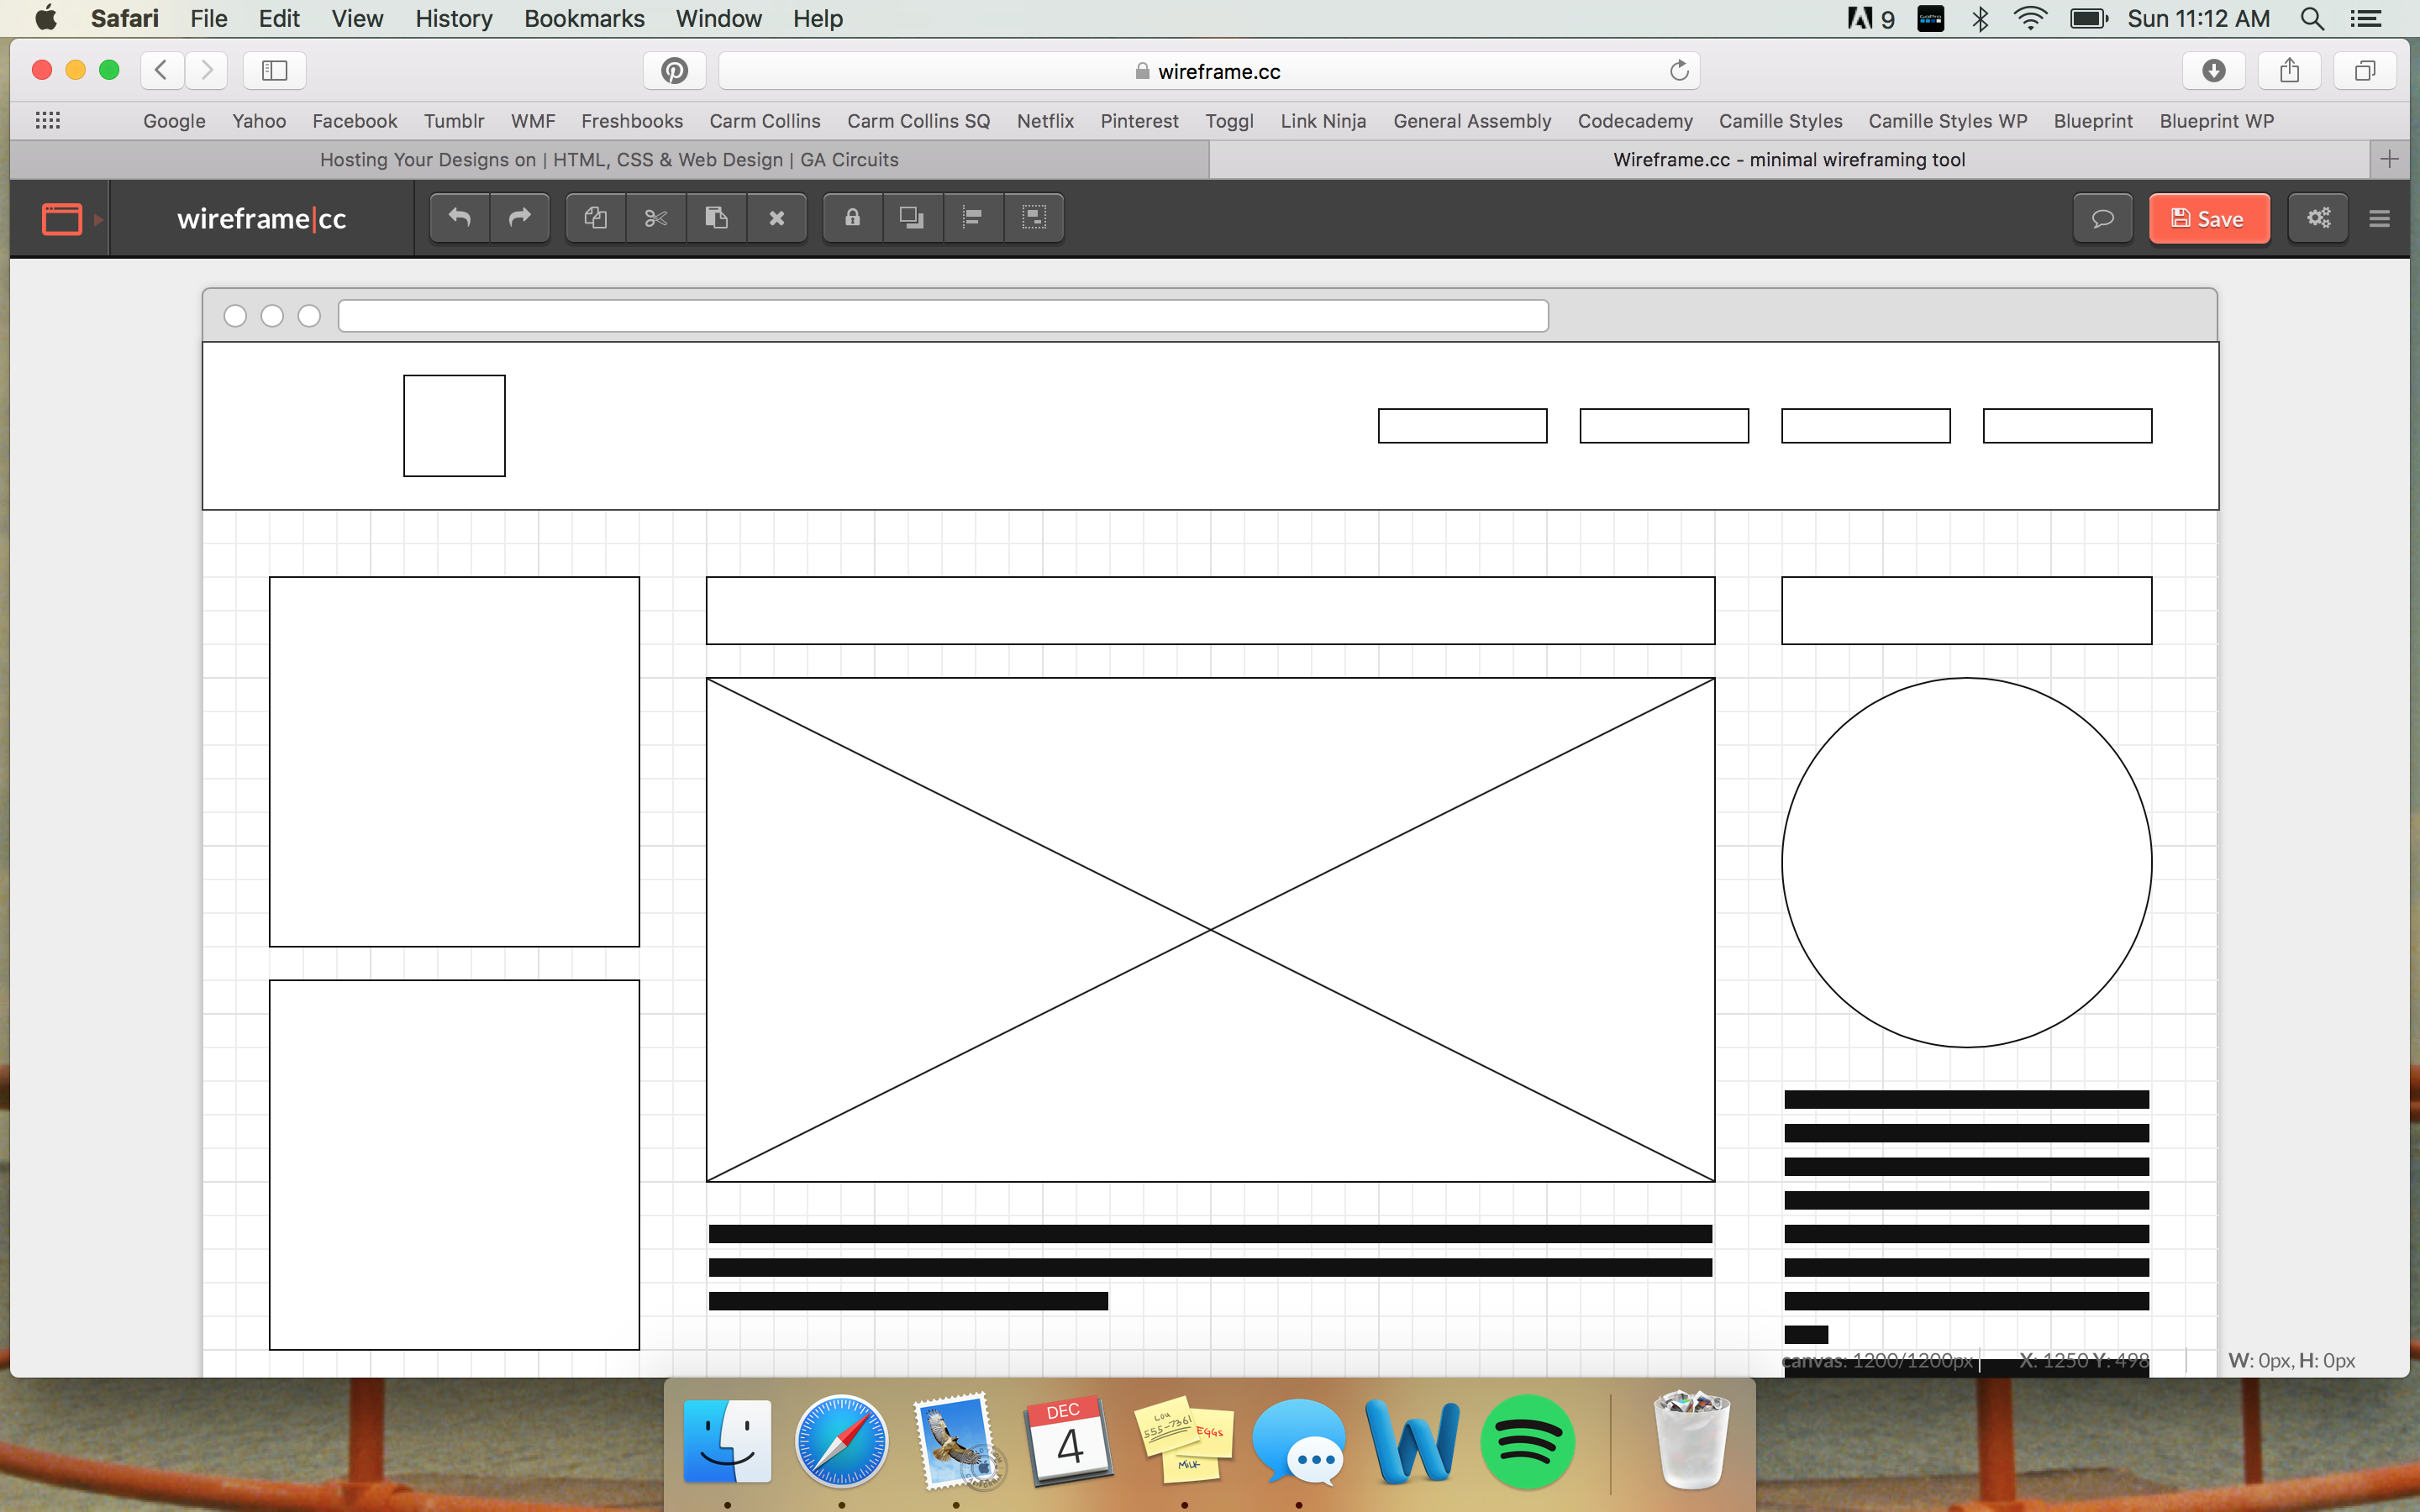 Safari File Edit View History Bookmarks Window Help 9 Sun 11:12 AM
wireframe.cc
Google Yahoo Facebook Tumblr WMF Freshbooks Carm Collins Carm Collins SQ Netflix Pinterest Toggl Link Ninja General Assembly Codecademy Camille Styles Camille Styles WP Blueprint Blueprint WP
Hosting Your Designs on | HTML, CSS & Web Design | GA Circuits Wireframe.cc - minimal wireframing tool
wireframe|cc Save
canvas: 1200/1200px X: 1250 Y: 498 W: 0px, H: 0px
DEC
4
LOU
555-7361
EGGS
MILK